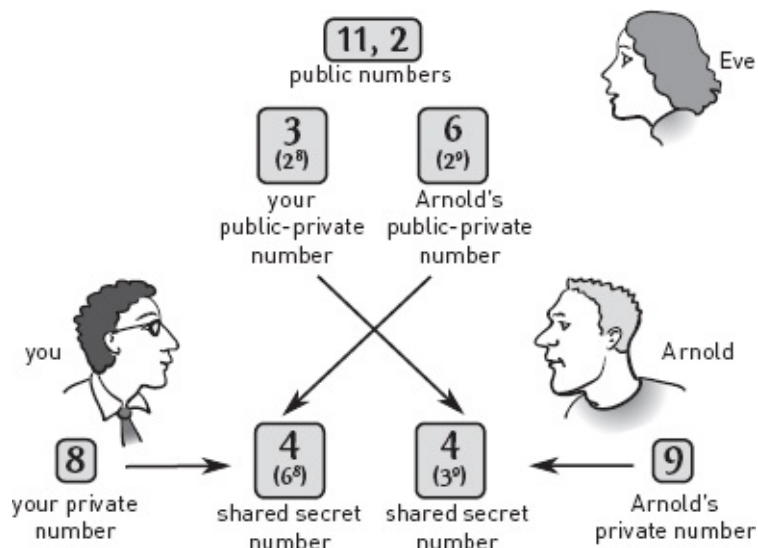 11, 2
public numbers
Eve
3
(2⁸)
6
(2⁹)
your
public-private
number
Arnold's
public-private
number
you
Arnold
8
4
(6⁸)
4
(3⁹)
9
your private
number
shared secret
number
shared secret
number
Arnold's
private number